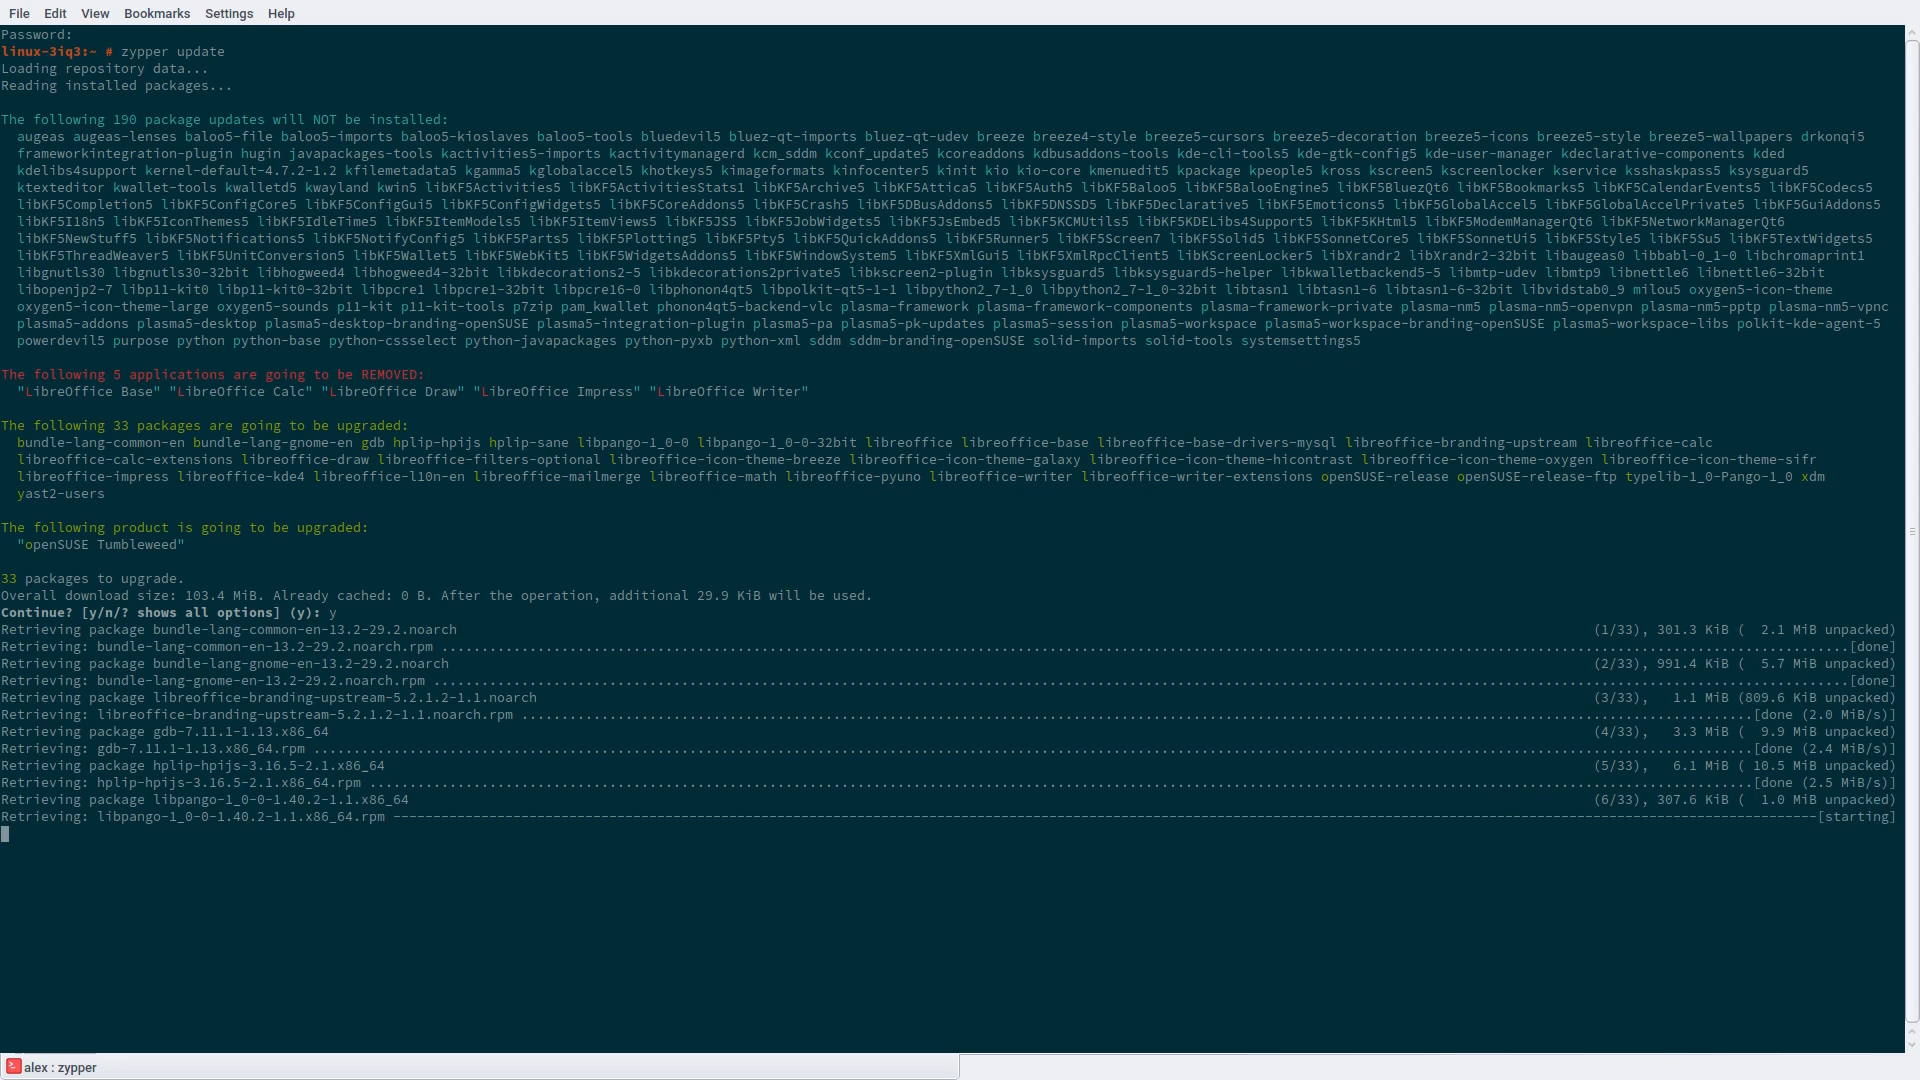 File Edit View Bookmarks Settings Help
Password:
linux-3iq3:~ # zypper update
Loading repository data...
Reading installed packages...
The following 190 package updates will NOT be installed:
augeas augeas-lenses baloo5-file baloo5-imports baloo5-kioslaves baloo5-tools bluedevil5 bluez-qt-imports bluez-qt-udev breeze breeze4-style breeze5-cursors breeze5-decoration breeze5-icons breeze5-style breeze5-wallpapers drkonqi5
frameworkintegration-plugin hugin javapackages-tools kactivities5-imports kactivitymanagerd kcm_sddm kconf_update5 kcoreaddons kdbusaddons-tools kde-cli-tools5 kde-gtk-config5 kde-user-manager kdeclarative-components kded
kdelibs4support kernel-default-4.7.2-1.2 kfilemetadata5 kgamma5 kglobalaccel5 khotkeys5 kimageformats kinfocenter5 kinit kio kio-core kmenuedit5 kpackage kpeople5 kross kscreen5 kscreenlocker kservice ksshaskpass5 ksysguard5
ktexteditor kwallet-tools kwalletd5 kwayland kwin5 libKF5Activities5 libKF5ActivitiesStats1 libKF5Archive5 libKF5Attica5 libKF5Auth5 libKF5Baloo5 libKF5BalooEngine5 libKF5BluezQt6 libKF5Bookmarks5 libKF5CalendarEvents5 libKF5Codecs5
libKF5Completion5 libKF5ConfigCore5 libKF5ConfigGui5 libKF5ConfigWidgets5 libKF5CoreAddons5 libKF5Crash5 libKF5DBusAddons5 libKF5DNSSD5 libKF5Declarative5 libKF5Emoticons5 libKF5GlobalAccel5 libKF5GlobalAccelPrivate5 libKF5GuiAddons5
libKF5I18n5 libKF5IconThemes5 libKF5IdleTime5 libKF5ItemModels5 libKF5ItemViews5 libKF5JS5 libKF5JobWidgets5 libKF5JsEmbed5 libKF5KCMUtils5 libKF5KDELibs4Support5 libKF5KHtml5 libKF5ModemManagerQt6 libKF5NetworkManagerQt6
libKF5NewStuff5 libKF5Notifications5 libKF5NotifyConfig5 libKF5Parts5 libKF5Plotting5 libKF5Pty5 libKF5QuickAddons5 libKF5Runner5 libKF5Screen7 libKF5Solid5 libKF5SonnetCore5 libKF5SonnetUi5 libKF5Style5 libKF5Su5 libKF5TextWidgets5
libKF5ThreadWeaver5 libKF5UnitConversion5 libKF5Wallet5 libKF5WebKit5 libKF5WidgetsAddons5 libKF5WindowSystem5 libKF5XmlGui5 libKF5XmlRpcClient5 libKScreenLocker5 libXrandr2 libXrandr2-32bit libaugeas0 libbabl-0_1-0 libchromaprint1
libgnutls30 libgnutls30-32bit libhogweed4 libhogweed4-32bit libkdecorations2-5 libkdecorations2private5 libkscreen2-plugin libksysguard5 libksysguard5-helper libkwalletbackend5-5 libmtp-udev libmtp9 libnettle6 libnettle6-32bit
libopenjp2-7 libp11-kit0 libp11-kit0-32bit libpcre1 libpcre1-32bit libpcre16-0 libphonon4qt5 libpolkit-qt5-1-1 libpython2_7-1_0 libpython2_7-1_0-32bit libtasn1 libtasn1-6 libtasn1-6-32bit libvidstab0_9 milou5 oxygen5-icon-theme
oxygen5-icon-theme-large oxygen5-sounds p11-kit p11-kit-tools p7zip pam_kwallet phonon4qt5-backend-vlc plasma-framework plasma-framework-components plasma-framework-private plasma-nm5 plasma-nm5-openvpn plasma-nm5-pptp plasma-nm5-vpnc
plasma5-addons plasma5-desktop plasma5-desktop-branding-openSUSE plasma5-integration-plugin plasma5-pa plasma5-pk-updates plasma5-session plasma5-workspace plasma5-workspace-branding-openSUSE plasma5-workspace-libs polkit-kde-agent-5
powerdevil5 purpose python python-base python-cssselect python-javapackages python-pyxb python-xml sddm sddm-branding-openSUSE solid-imports solid-tools systemsettings5
The following 5 applications are going to be REMOVED:
"LibreOffice Base" "LibreOffice Calc" "LibreOffice Draw" "LibreOffice Impress" "LibreOffice Writer"
The following 33 packages are going to be upgraded:
bundle-lang-common-en bundle-lang-gnome-en gdb hplip-hpijs hplip-sane libpango-1_0-0 libpango-1_0-0-32bit libreoffice libreoffice-base libreoffice-base-drivers-mysql libreoffice-branding-upstream libreoffice-calc
libreoffice-calc-extensions libreoffice-draw libreoffice-filters-optional libreoffice-icon-theme-breeze libreoffice-icon-theme-galaxy libreoffice-icon-theme-hicontrast libreoffice-icon-theme-oxygen libreoffice-icon-theme-sifr
libreoffice-impress libreoffice-kde4 libreoffice-l10n-en libreoffice-mailmerge libreoffice-math libreoffice-pyuno libreoffice-writer libreoffice-writer-extensions openSUSE-release openSUSE-release-ftp typelib-1_0-Pango-1_0 xdm
yast2-users
The following product is going to be upgraded:
"openSUSE Tumbleweed"
33 packages to upgrade.
Overall download size: 103.4 MiB. Already cached: 0 B. After the operation, additional 29.9 KiB will be used.
Continue? [y/n/? shows all options] (y): y
Retrieving package bundle-lang-common-en-13.2-29.2.noarch (1/33), 301.3 KiB ( 2.1 MiB unpacked)
Retrieving: bundle-lang-common-en-13.2-29.2.noarch.rpm ....................[done]
Retrieving package bundle-lang-gnome-en-13.2-29.2.noarch (2/33), 991.4 KiB ( 5.7 MiB unpacked)
Retrieving: bundle-lang-gnome-en-13.2-29.2.noarch.rpm ....................[done]
Retrieving package libreoffice-branding-upstream-5.2.1.2-1.1.noarch (3/33), 1.1 MiB (809.6 KiB unpacked)
Retrieving: libreoffice-branding-upstream-5.2.1.2-1.1.noarch.rpm ....................[done (2.0 MiB/s)]
Retrieving package gdb-7.11.1-1.13.x86_64 (4/33), 3.3 MiB ( 9.9 MiB unpacked)
Retrieving: gdb-7.11.1-1.13.x86_64.rpm ....................[done (2.4 MiB/s)]
Retrieving package hplip-hpijs-3.16.5-2.1.x86_64 (5/33), 6.1 MiB ( 10.5 MiB unpacked)
Retrieving: hplip-hpijs-3.16.5-2.1.x86_64.rpm ....................[done (2.5 MiB/s)]
Retrieving package libpango-1_0-0-1.40.2-1.1.x86_64 (6/33), 307.6 KiB ( 1.0 MiB unpacked)
Retrieving: libpango-1_0-0-1.40.2-1.1.x86_64.rpm --------------------[starting]
alex : zypper